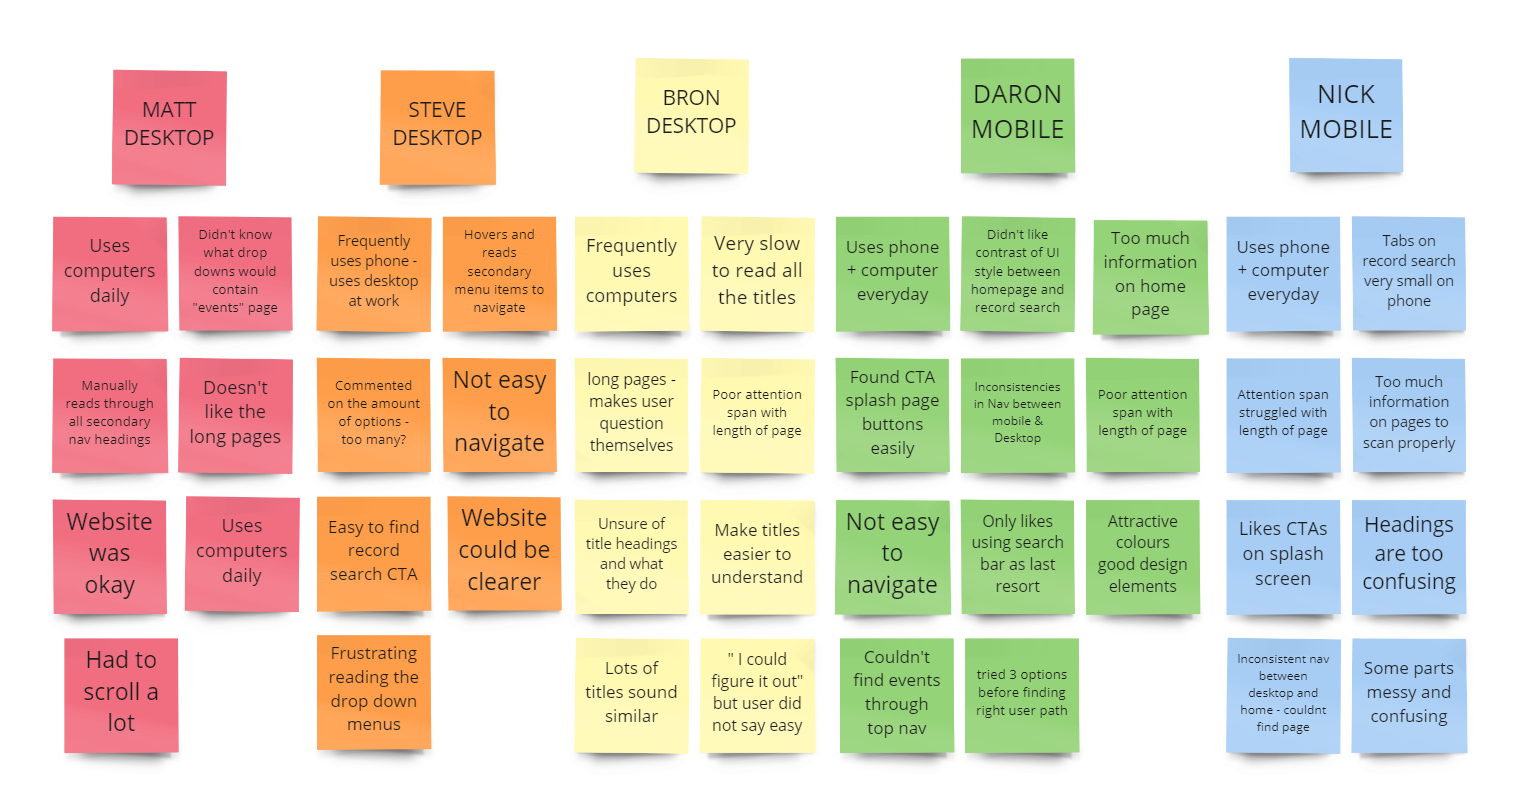 MATT
DESKTOP
STEVE
DESKTOP
BRON
DESKTOP
DARON
MOBILE
NICK
MOBILE
Uses
computers
daily
Didn't know
what drop
downs would
contain
"events" page
Frequently
uses phone -
uses desktop
at work
Hovers and
reads
secondary
menu items to
navigate
Frequently
uses
computers
Very slow
to read all
the titles
Uses phone
+ computer
everyday
Didn't like
contrast of UI
style between
homepage and
record search
Too much
information
on home
page
Uses phone
+ computer
everyday
Tabs on
record search
very small on
phone
Manually
reads through
all secondary
nav headings
Doesn't
like the
long pages
Commented
on the amount
of options -
too many?
Not easy
to
navigate
long pages -
makes user
question
themselves
Poor attention
span with
length of page
Found CTA
splash page
buttons
easily
Inconsistencies
in Nav between
mobile &
Desktop
Poor attention
span with
length of page
Attention span
struggled with
length of page
Too much
information
on pages to
scan properly
Website
was
okay
Uses
computers
daily
Easy to find
record
search CTA
Website
could be
clearer
Unsure of
title headings
and what
they do
Make titles
easier to
understand
Not easy
to
navigate
Only likes
using search
bar as last
resort
Attractive
colours
good design
elements
Likes CTAs
on splash
screen
Headings
are too
confusing
Had to
scroll a
lot
Frustrating
reading the
drop down
menus
Lots of
titles sound
similar
" I could
figure it out"
but user did
not say easy
Couldn't
find events
through
top nav
tried 3 options
before finding
right user path
Inconsistent nav
between
desktop and
home - couldnt
find page
Some parts
messy and
confusing